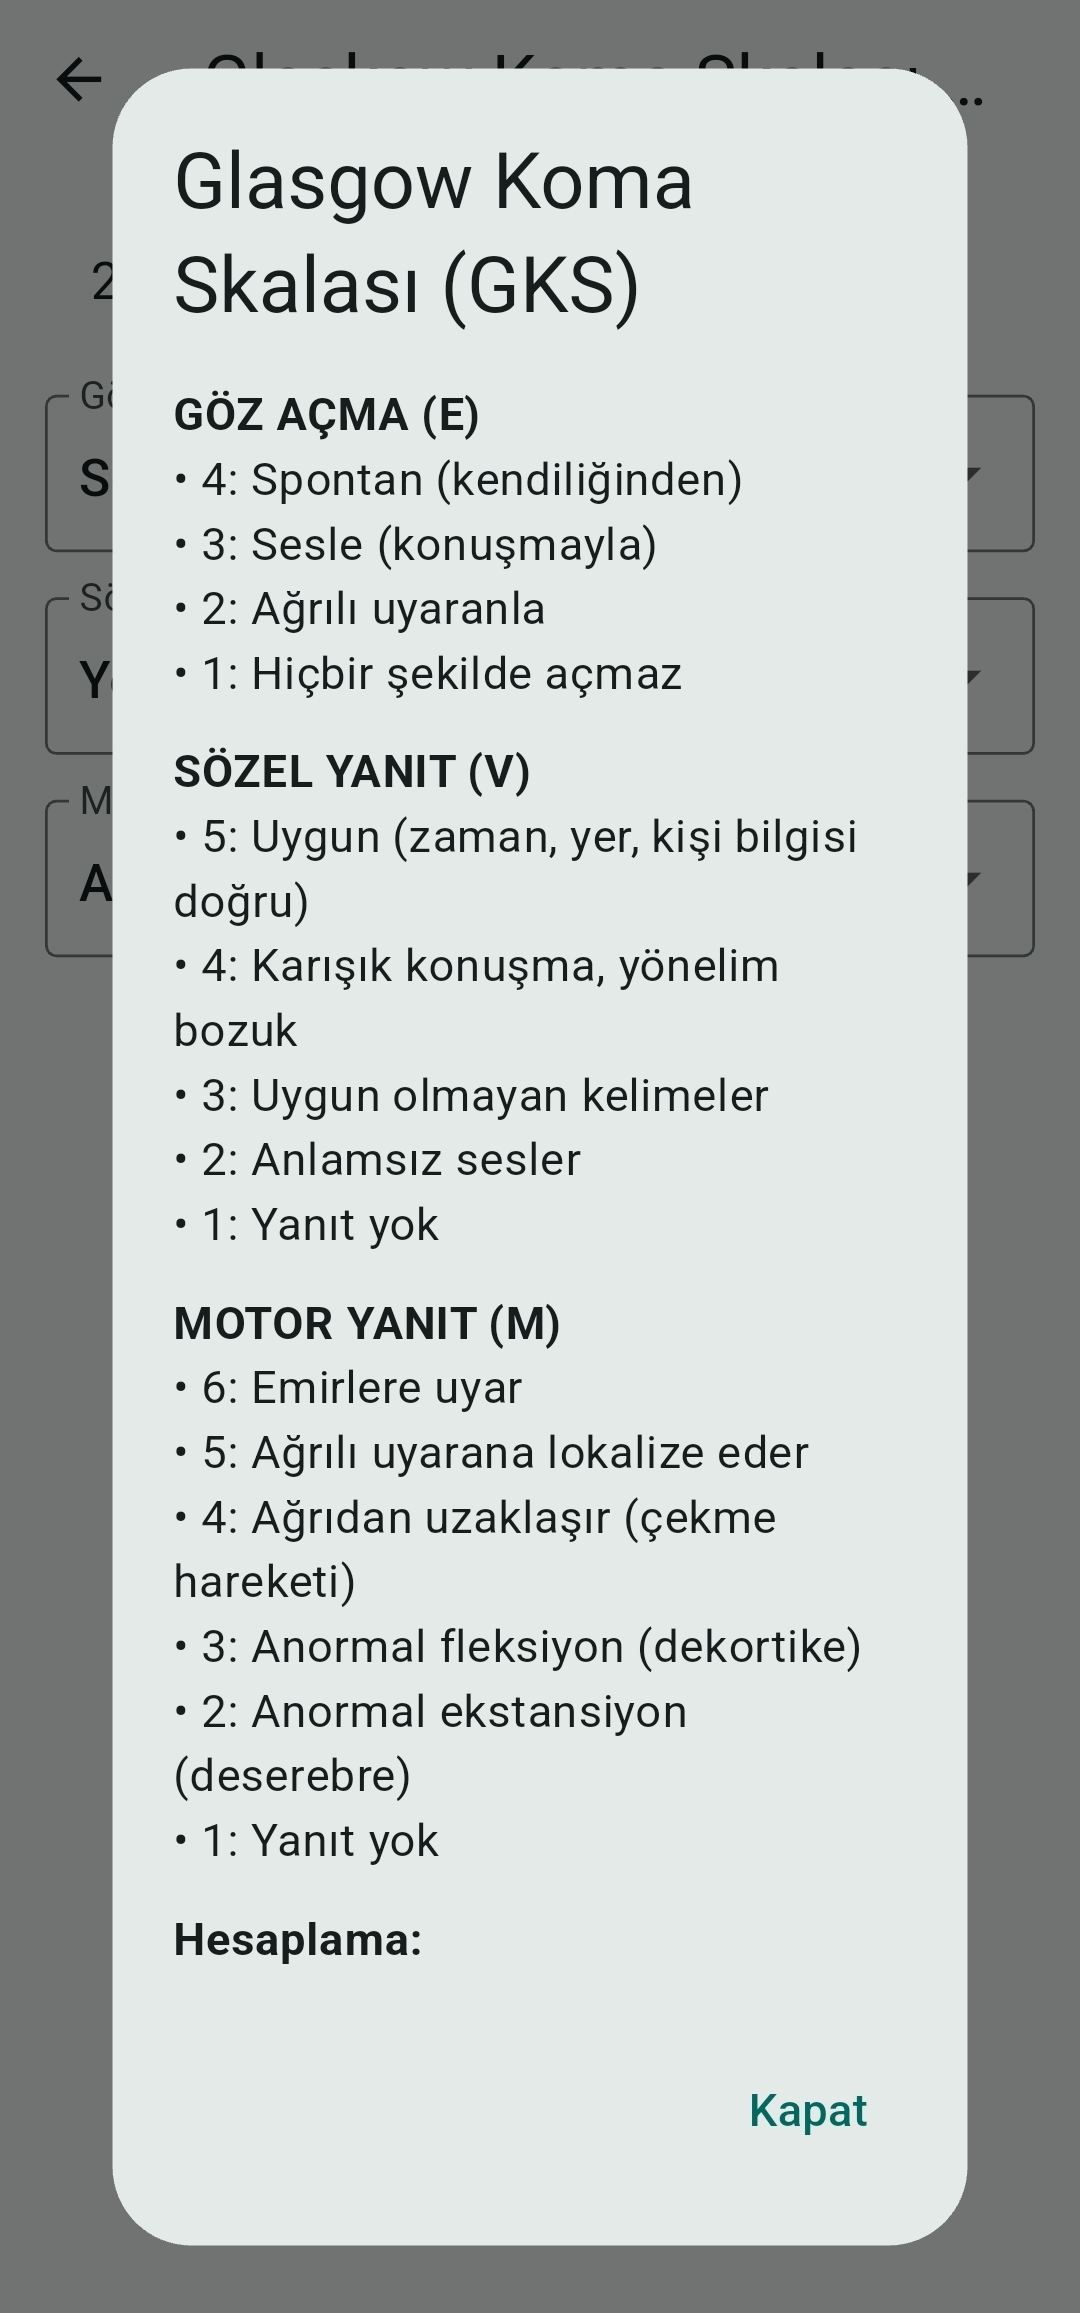 Glasgow Koma
Skalası (GKS)
GÖZ AÇMA (E)
• 4: Spontan (kendiliğinden)
• 3: Sesle (konuşmayla)
• 2: Ağrılı uyaranla
• 1: Hiçbir şekilde açmaz
SÖZEL YANIT (V)
• 5: Uygun (zaman, yer, kişi bilgisi
doğru)
• 4: Karışık konuşma, yönelim
bozuk
• 3: Uygun olmayan kelimeler
• 2: Anlamsız sesler
• 1: Yanıt yok
MOTOR YANIT (M)
• 6: Emirlere uyar
• 5: Ağrılı uyarana lokalize eder
• 4: Ağrıdan uzaklaşır (çekme
hareketi)
• 3: Anormal fleksiyon (dekortike)
• 2: Anormal ekstansiyon
(deserebre)
• 1: Yanıt yok
Hesaplama:
Kapat